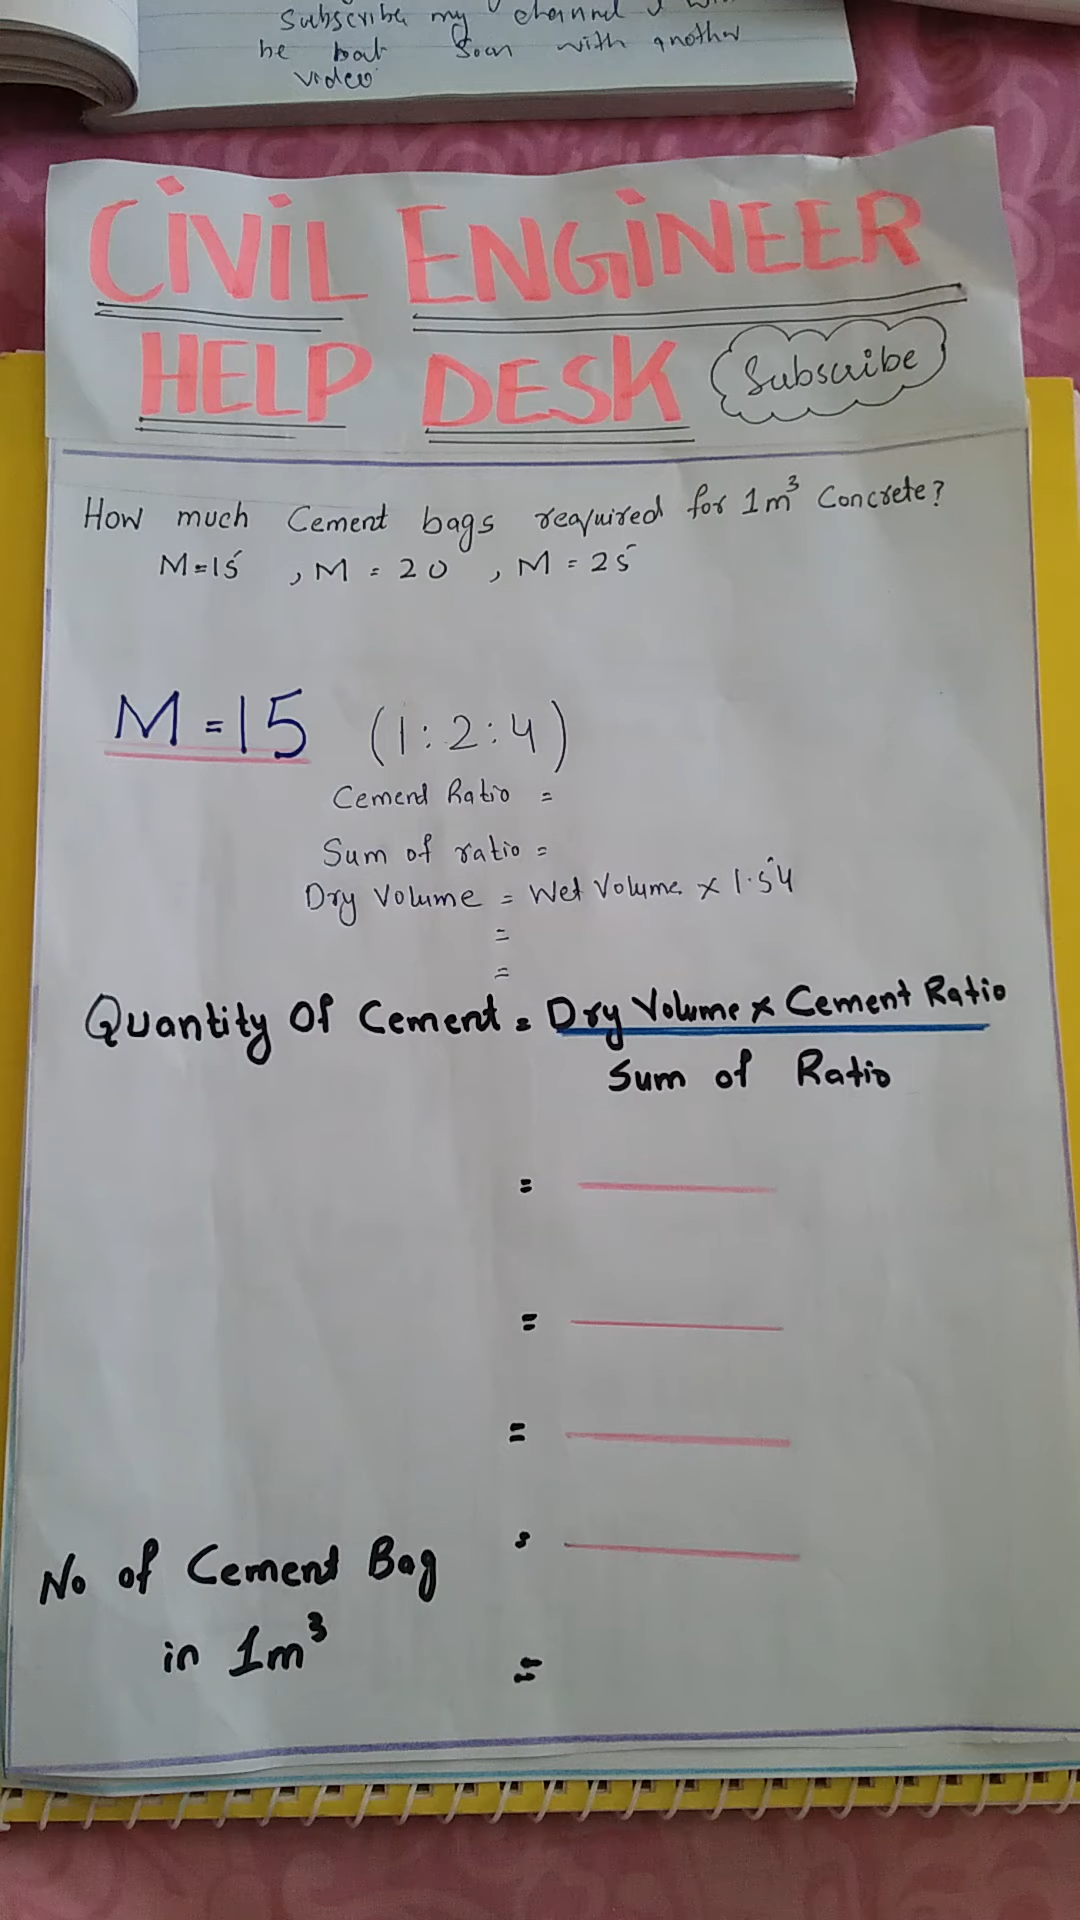 Subscribe my channel I
be bak Soon with another
video
CIVIL ENGINEER
HELP DESK Subscribe
How much Cement bags required for 1m³ Concrete?
M=15 , M = 20 , M = 25
M=15 (1:2:4)
Cement Ratio =
Sum of ratio =
Dry Volume = Wet Volume x 1.54
=
=
Quantity Of Cement = Dry Volume x Cement Ratio
Sum of Ratio
=
=
=
=
No of Cement Bag
in 1m³ =